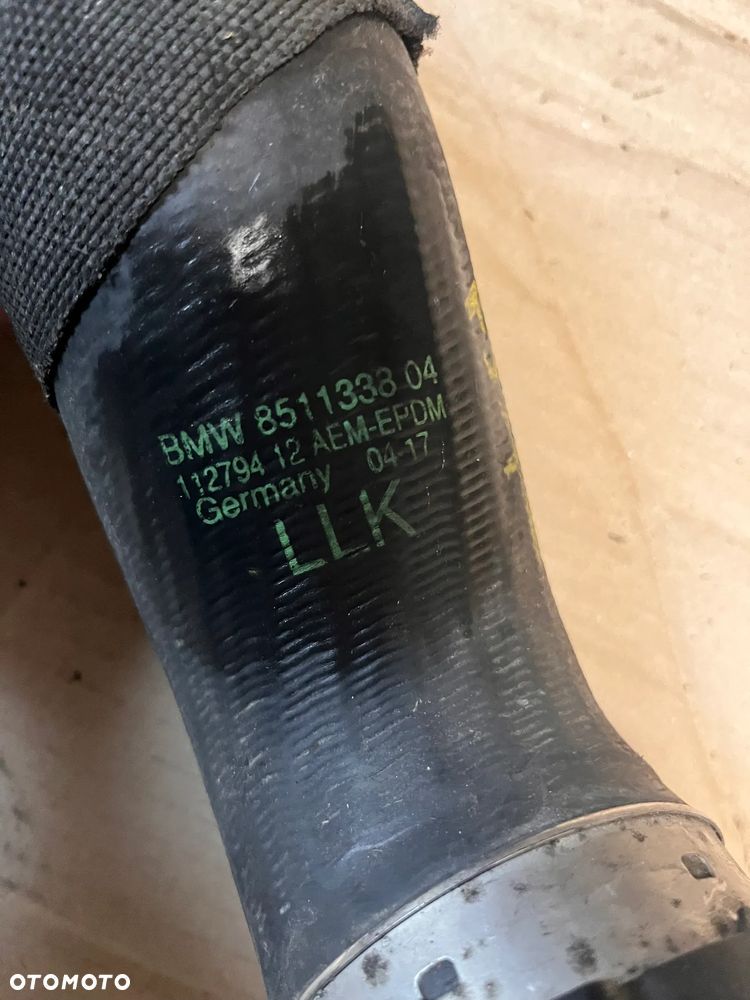 BMW 8511338 04
112794 12 AEM-EPDM
Germany 04-17
LLK
OTOMOTO